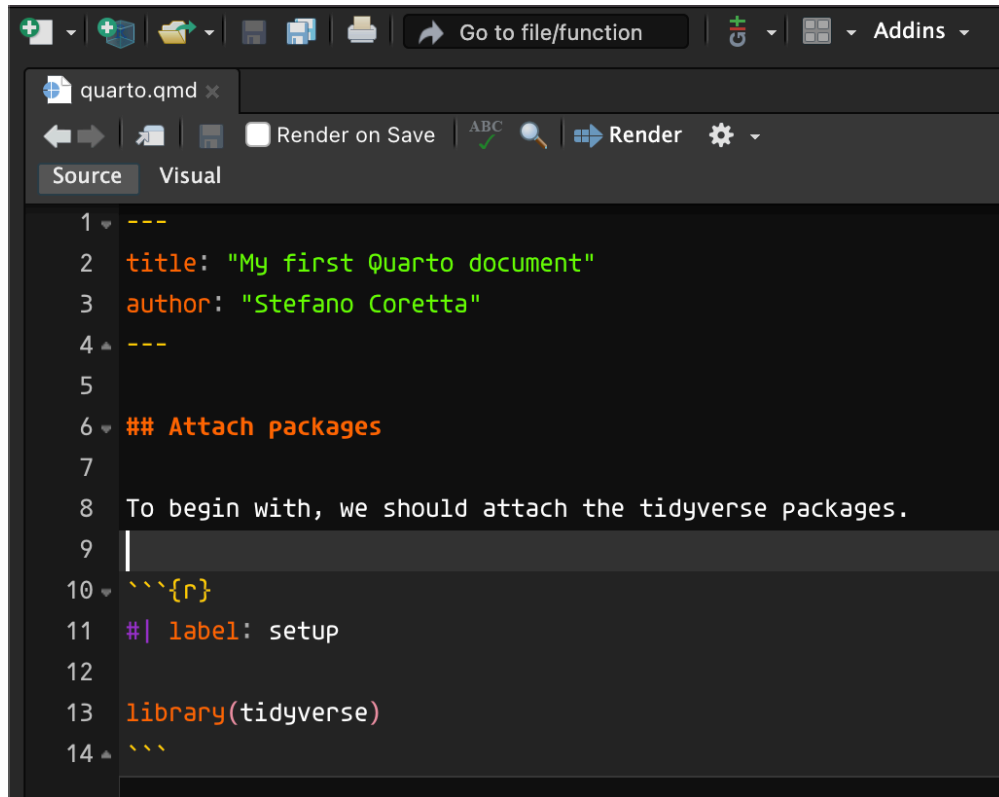 Go to file/function Git Addins
quarto.qmd
Render on Save ABC Render
Source Visual
1 ---
2 title: "My first Quarto document"
3 author: "Stefano Coretta"
4 ---
5
6 ## Attach packages
7
8 To begin with, we should attach the tidyverse packages.
9
10 ```{r}
11 #| label: setup
12
13 library(tidyverse)
14 ```